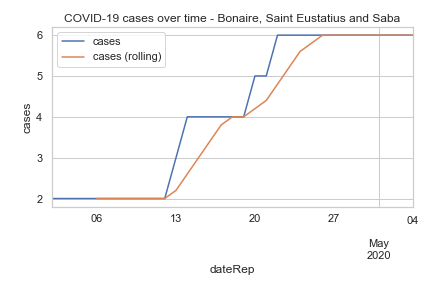 COVID-19 cases over time - Bonaire, Saint Eustatius and Saba
cases
cases (rolling)
6
5
4
3
2
cases
06
13
20
27
04
May
2020
dateRep